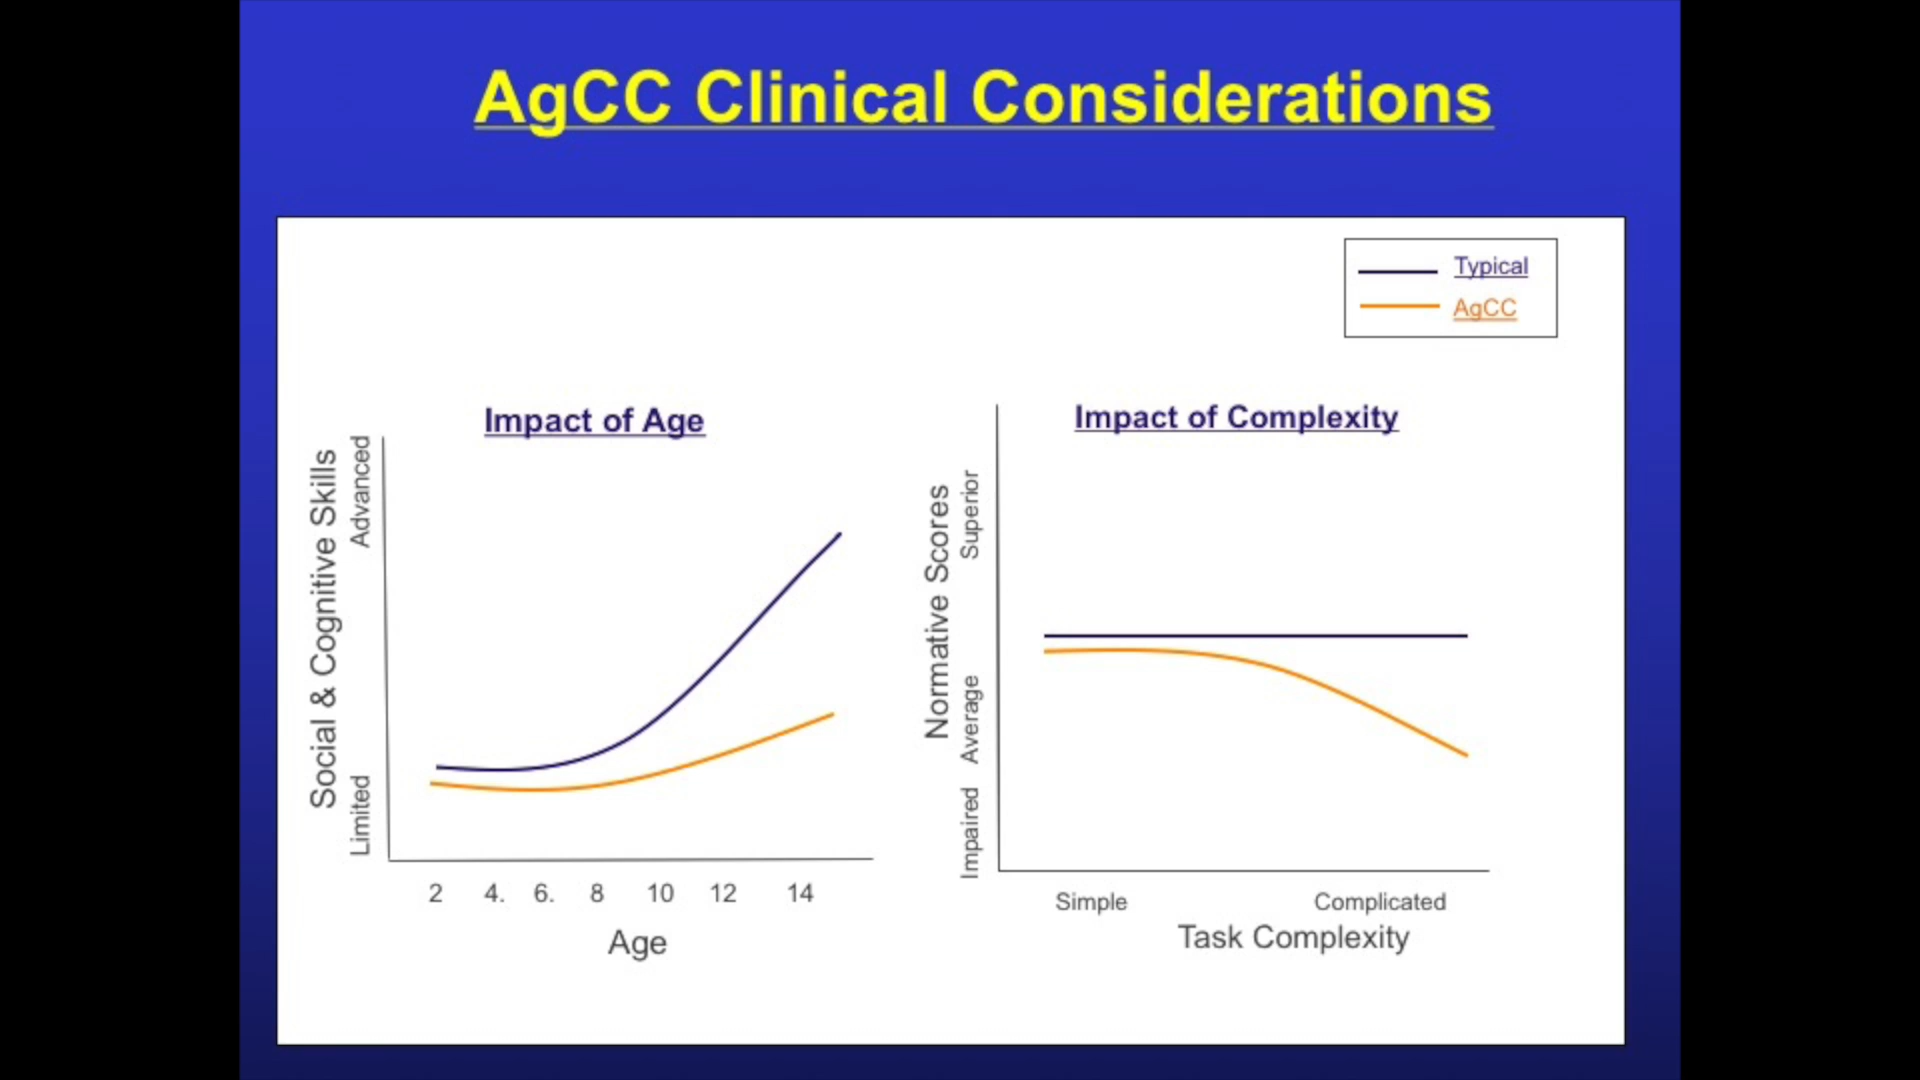 AgCC Clinical Considerations
Typical
AgCC
Impact of Age
Social & Cognitive Skills
Limited Advanced
2 4. 6. 8 10 12 14
Age
Impact of Complexity
Normative Scores
Impaired Average Superior
Simple Complicated
Task Complexity